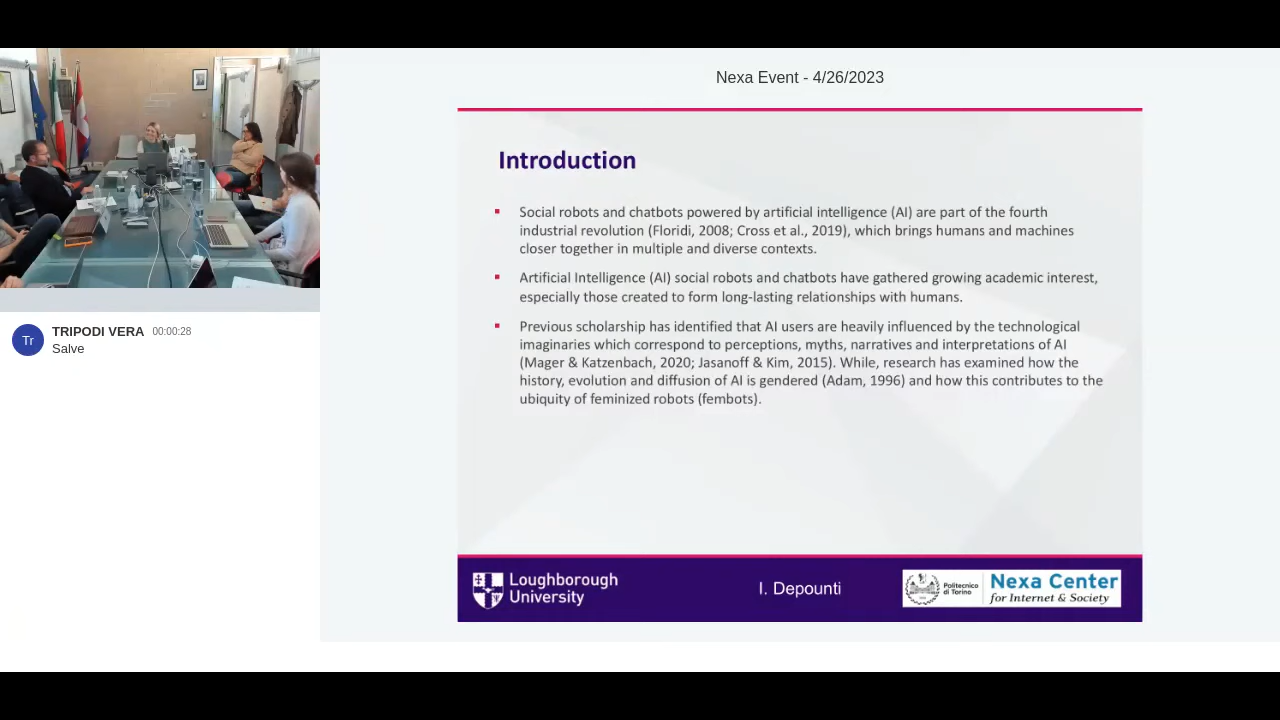 Nexa Event - 4/26/2023
Introduction
Social robots and chatbots powered by artificial intelligence (AI) are part of the fourth
industrial revolution (Floridi, 2008; Cross et al., 2019), which brings humans and machines
closer together in multiple and diverse contexts.
Artificial Intelligence (AI) social robots and chatbots have gathered growing academic interest,
especially those created to form long-lasting relationships with humans.
Previous scholarship has identified that AI users are heavily influenced by the technological
imaginaries which correspond to perceptions, myths, narratives and interpretations of AI
(Mager & Katzenbach, 2020; Jasanoff & Kim, 2015). While, research has examined how the
history, evolution and diffusion of AI is gendered (Adam, 1996) and how this contributes to the
ubiquity of feminized robots (fembots).
Loughborough
University
I. Depounti
Politecnico
di Torino
Nexa Center
for Internet & Society
Tr
TRIPODI VERA 00:00:28
Salve